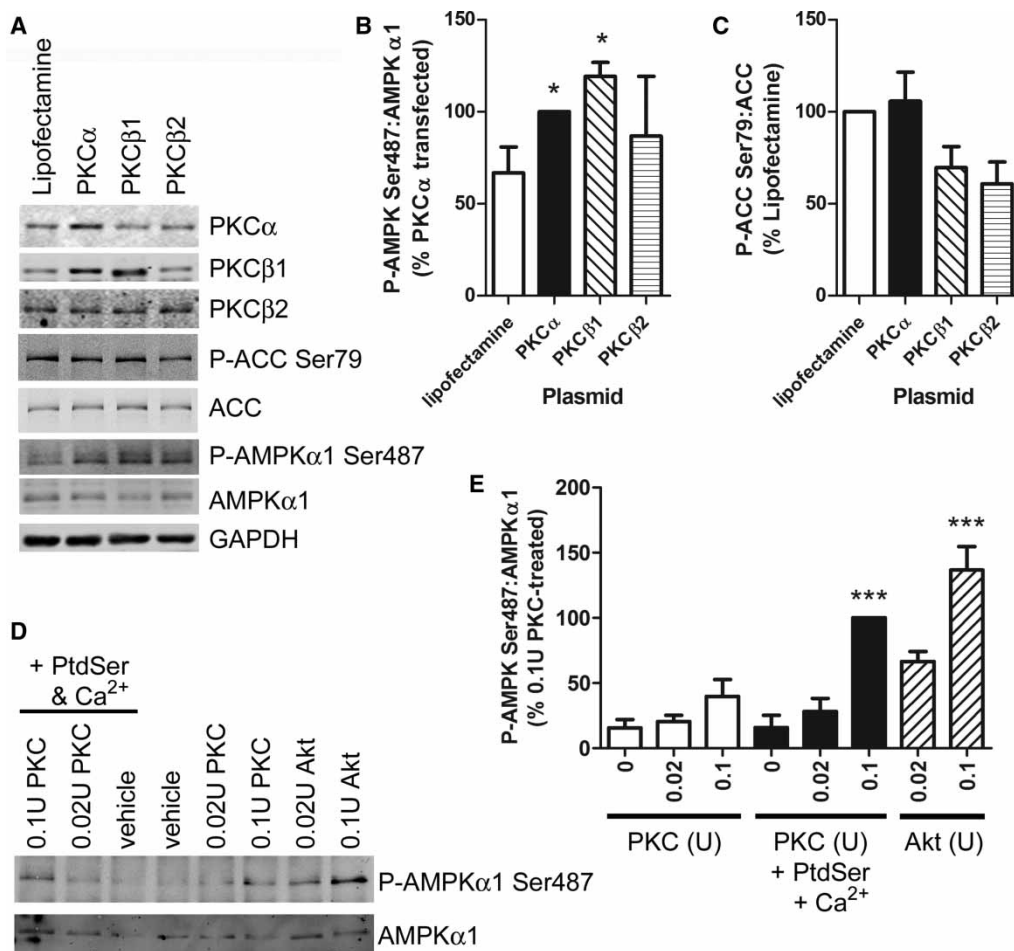 A
Lipofectamine
PKCα
PKCβ1
PKCβ2
PKCα
PKCβ1
PKCβ2
P-ACC Ser79
ACC
P-AMPKα1 Ser487
AMPKα1
GAPDH
B
P-AMPK Ser487:AMPK α1
(% PKCα transfected)
150
100
50
0
*
*
lipofectamine
PKCα
PKCβ1
PKCβ2
Plasmid
C
P-ACC Ser79:ACC
(% Lipofectamine)
150
100
50
0
lipofectamine
PKCα
PKCβ1
PKCβ2
Plasmid
D
+ PtdSer
& Ca²⁺
0.1U PKC
0.02U PKC
vehicle
vehicle
0.02U PKC
0.1U PKC
0.02U Akt
0.1U Akt
P-AMPKα1 Ser487
AMPKα1
E
P-AMPK Ser487:AMPKα1
(% 0.1U PKC-treated)
200
150
100
50
0
***
***
0
0.02
0.1
0
0.02
0.1
0.02
0.1
PKC (U)
PKC (U)
+ PtdSer
+ Ca²⁺
Akt (U)